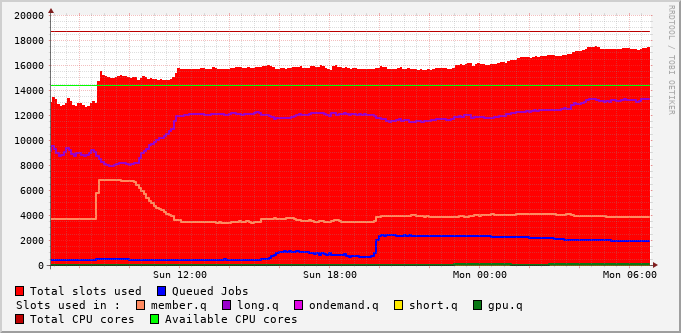 20000
18000
16000
14000
12000
10000
8000
6000
4000
2000
0
Sun 12:00 Sun 18:00 Mon 00:00 Mon 06:00
RRDTOOL / TOBI OETIKER
Total slots used Queued Jobs
Slots used in : member.q long.q ondemand.q short.q gpu.q
Total CPU cores Available CPU cores